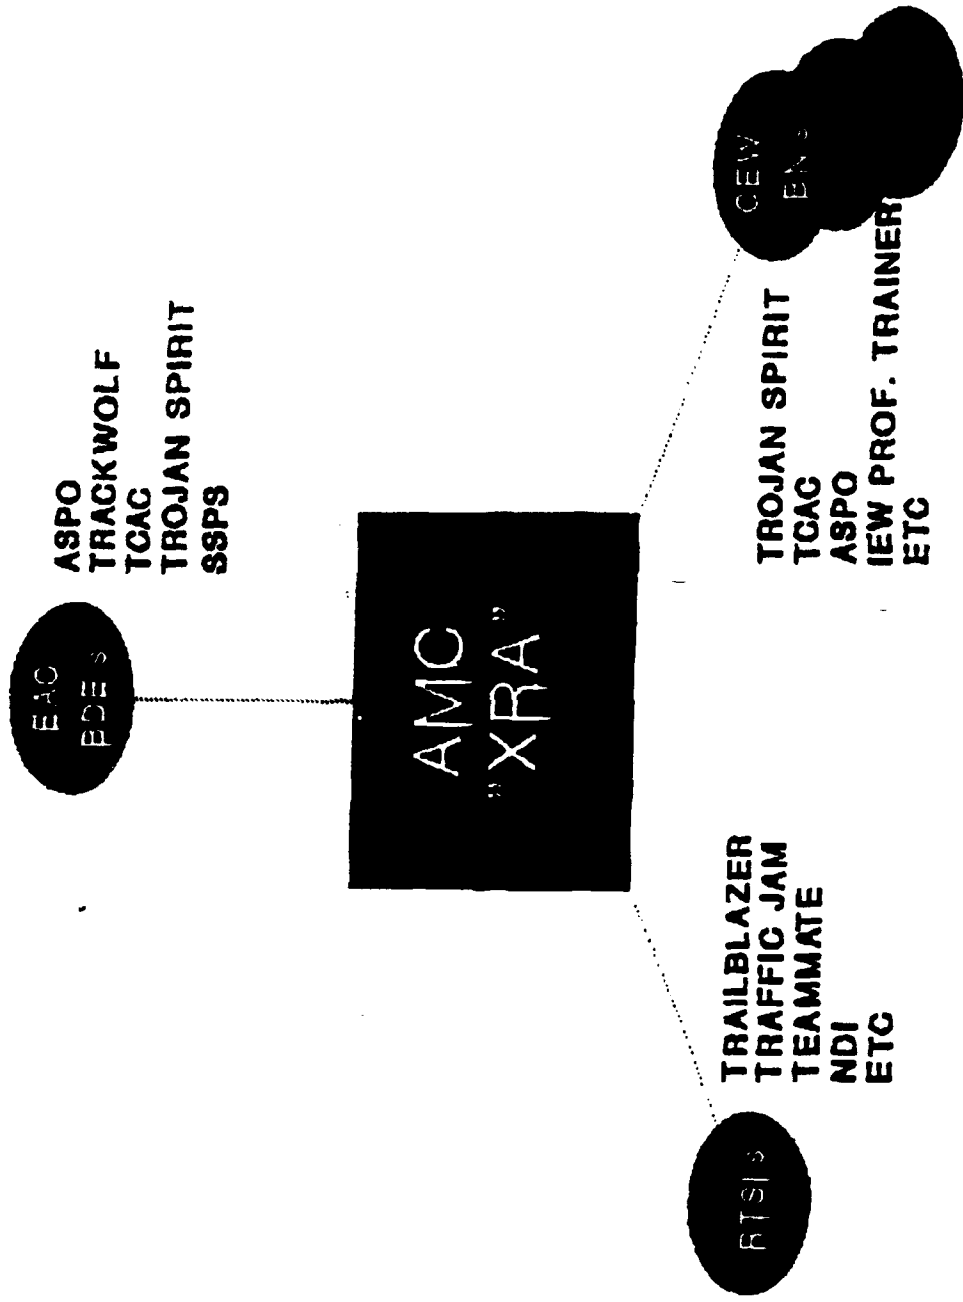 EAC
BDEs
ASPO
TRACKWOLF
TCAC
TROJAN SPIRIT
SSPS
AMC
"XRA"
RTSIs
TRAILBLAZER
TRAFFIC JAM
TEAMMATE
NDI
ETC
TROJAN SPIRIT
TCAC
ASPO
IEW PROF. TRAINER
ETC
CEW
BNs